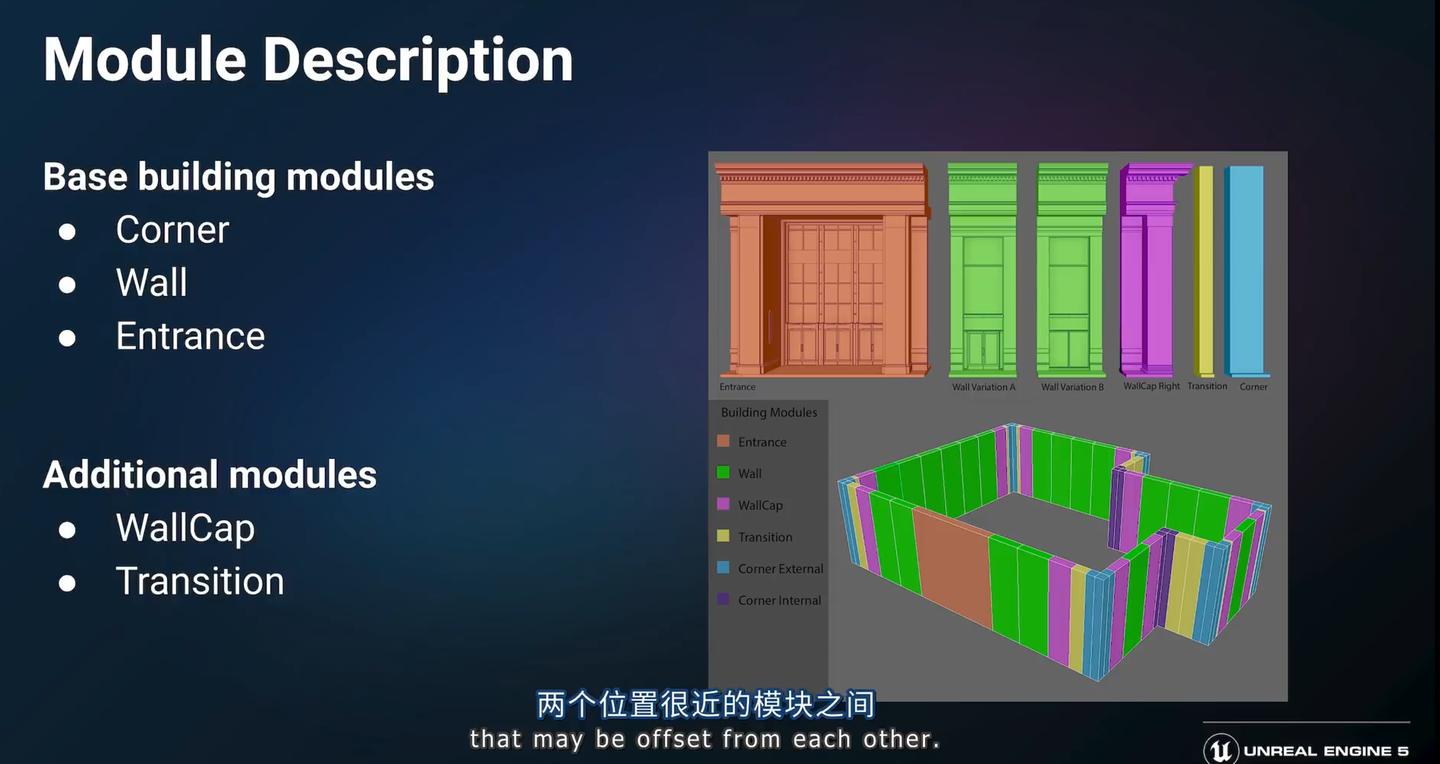 Module Description
Base building modules
● Corner
● Wall
● Entrance
Additional modules
● WallCap
● Transition
Entrance
Wall Variation A
Wall Variation B
WallCap Right
Transition
Corner
Building Modules
Entrance
Wall
WallCap
Transition
Corner External
Corner Internal
两个位置很近的模块之间
that may be offset from each other.
UNREAL ENGINE 5